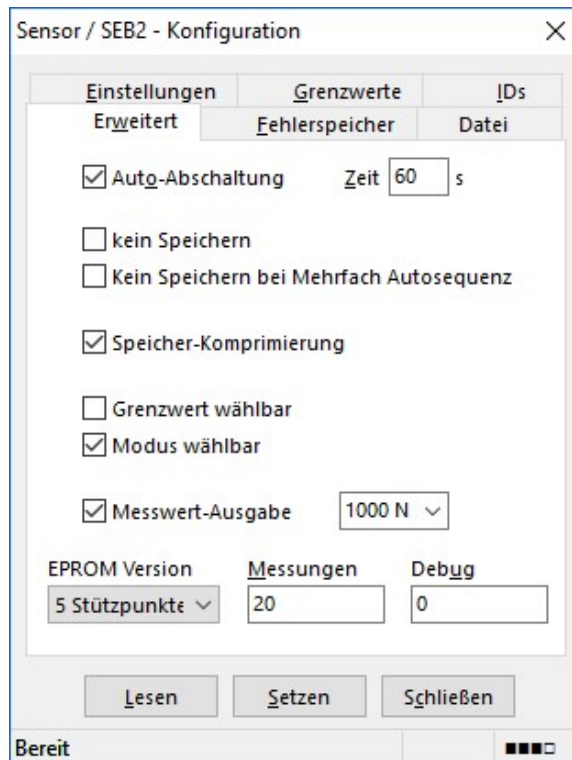 Sensor / SEB2 - Konfiguration
Einstellungen Grenzwerte IDs
Erweitert Fehlerspeicher Datei
Auto-Abschaltung Zeit 60 s
kein Speichern
Kein Speichern bei Mehrfach Autosequenz
Speicher-Komprimierung
Grenzwert wählbar
Modus wählbar
Messwert-Ausgabe 1000 N
EPROM Version Messungen Debug
5 Stützpunkte 20 0
Lesen Setzen Schließen
Bereit